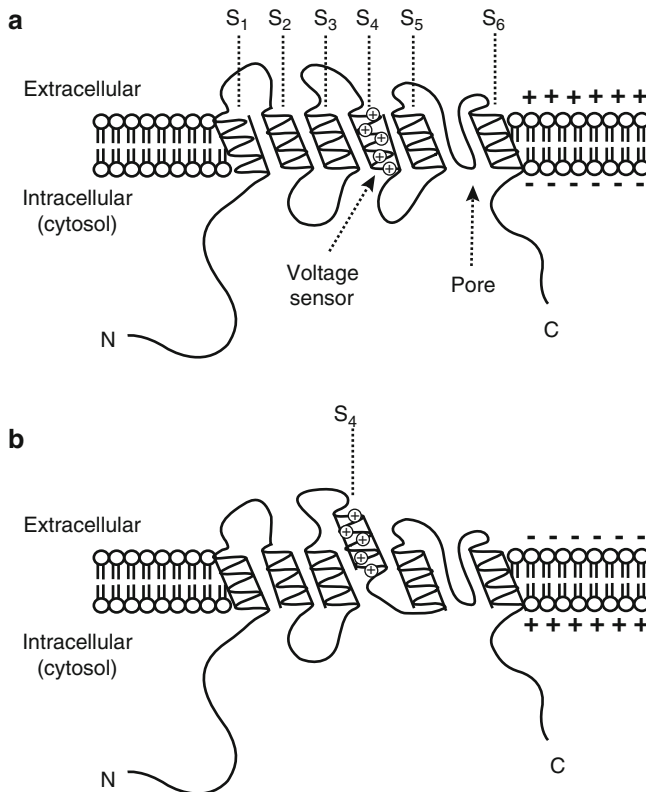 a
S1 S2 S3 S4 S5 S6
Extracellular
+ + + + + +
Intracellular
(cytosol)
- - - - - -
Voltage
sensor
Pore
N
C
b
S4
Extracellular
- - - - - -
Intracellular
(cytosol)
+ + + + + +
N
C